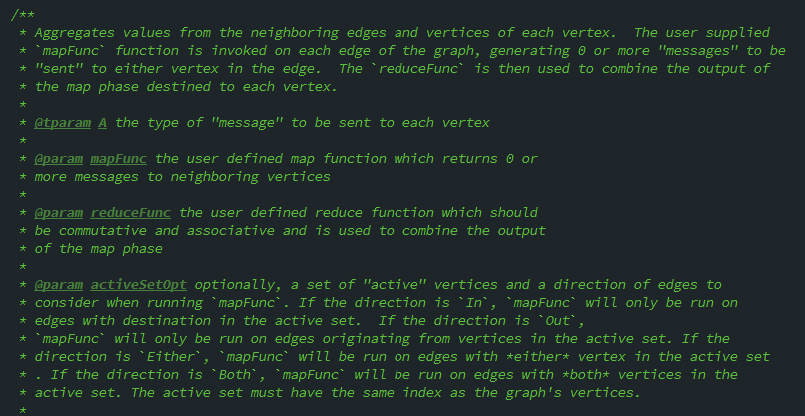 /**
* Aggregates values from the neighboring edges and vertices of each vertex.  The user supplied
* `mapFunc` function is invoked on each edge of the graph, generating 0 or more "messages" to be
* "sent" to either vertex in the edge.  The `reduceFunc` is then used to combine the output of
* the map phase destined to each vertex.
*
* @tparam A the type of "message" to be sent to each vertex
*
* @param mapFunc the user defined map function which returns 0 or
* more messages to neighboring vertices
*
* @param reduceFunc the user defined reduce function which should
* be commutative and associative and is used to combine the output
* of the map phase
*
* @param activeSetOpt optionally, a set of "active" vertices and a direction of edges to
* consider when running `mapFunc`. If the direction is `In`, `mapFunc` will only be run on
* edges with destination in the active set.  If the direction is `Out`,
* `mapFunc` will only be run on edges originating from vertices in the active set. If the
* direction is `Either`, `mapFunc` will be run on edges with *either* vertex in the active set
* . If the direction is `Both`, `mapFunc` will be run on edges with *both* vertices in the
* active set. The active set must have the same index as the graph's vertices.
*